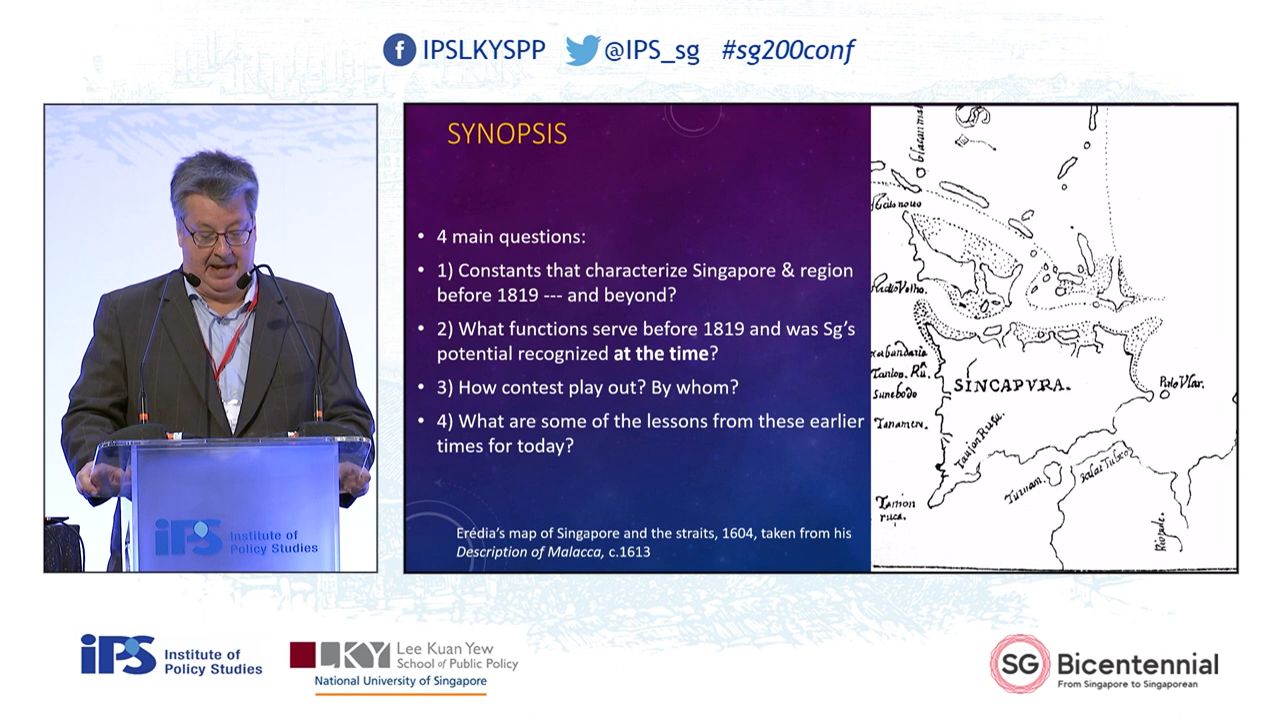 IPSLKYSPP @IPS_sg #sg200conf
SYNOPSIS
• 4 main questions:
• 1) Constants that characterize Singapore & region
before 1819 --- and beyond?
• 2) What functions serve before 1819 and was Sg's
potential recognized at the time?
• 3) How contest play out? By whom?
• 4) What are some of the lessons from these earlier
times for today?
Erédia's map of Singapore and the straits, 1604, taken from his
Description of Malacca, c.1613
SINCAPVRA.
Tanamera.
iPS Institute of
Policy Studies
iPS Institute of
Policy Studies
LKY Lee Kuan Yew
School of Public Policy
National University of Singapore
SG Bicentennial
From Singapore to Singaporean